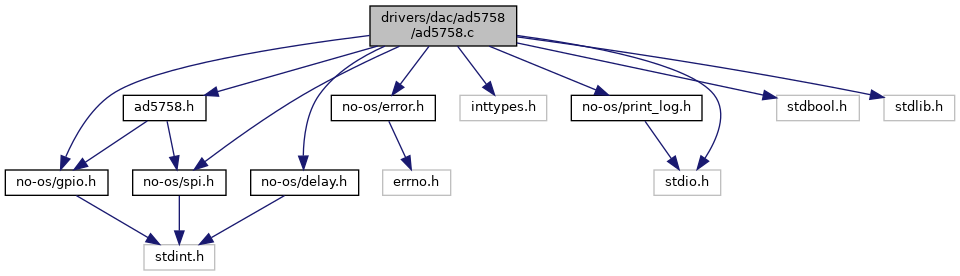 drivers/dac/ad5758
/ad5758.c
ad5758.h
no-os/error.h
inttypes.h
no-os/print_log.h
stdbool.h
stdlib.h
no-os/gpio.h
no-os/spi.h
no-os/delay.h
errno.h
stdio.h
stdint.h